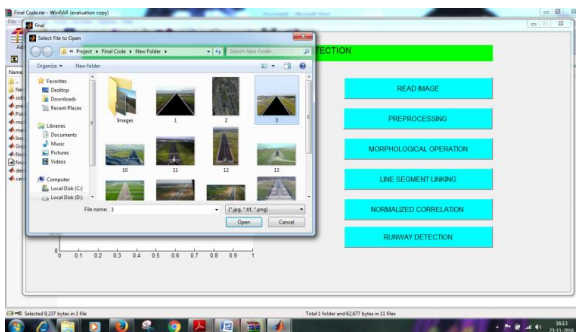 Final Code.rar - WinRAR (evaluation copy)
final
Select File to Open
Project ▸ Final Code ▸ New Folder ▸
Search New Folder
Organize
New folder
Name
Favorites
Desktop
Downloads
Recent Places
Libraries
Documents
Music
Pictures
Videos
Computer
Local Disk (C:)
Local Disk (D:)
Images
1
2
3
10
11
12
13
File name: 3
(*.jpg, *.tif, *.png)
Open
Cancel
ECTION
READ IMAGE
PREPROCESSING
MORPHOLOGICAL OPERATION
LINE SEGMENT LINKING
NORMALIZED CORRELATION
RUNWAY DETECTION
0 0.1 0.2 0.3 0.4 0.5 0.6 0.7 0.8 0.9 1
Selected 9,237 bytes in 1 file
Total 1 folder and 62,677 bytes in 11 files
16:13